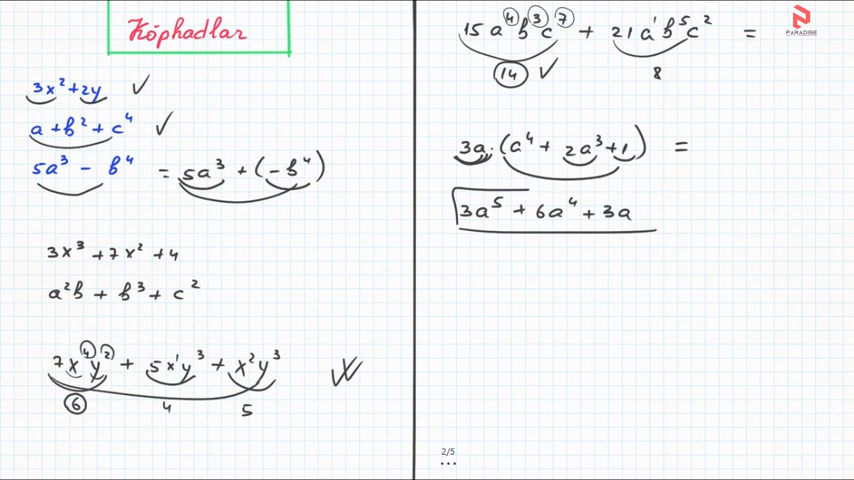 Kóphadlar
3x² + 2y ✓
a + b² + c⁴ ✓
5a³ - b⁴ = 5a³ + (-b⁴)
3x³ + 7x² + 4
a²b + b³ + c²
7x⁴y² + 5x¹y³ + x²y³
6 4 5
15a⁴b³c⁷ + 21a¹b⁵c² =
14 ✓ 8
3a · (a⁴ + 2a³ + 1) =
3a⁵ + 6a⁴ + 3a
PARADISE
2/5